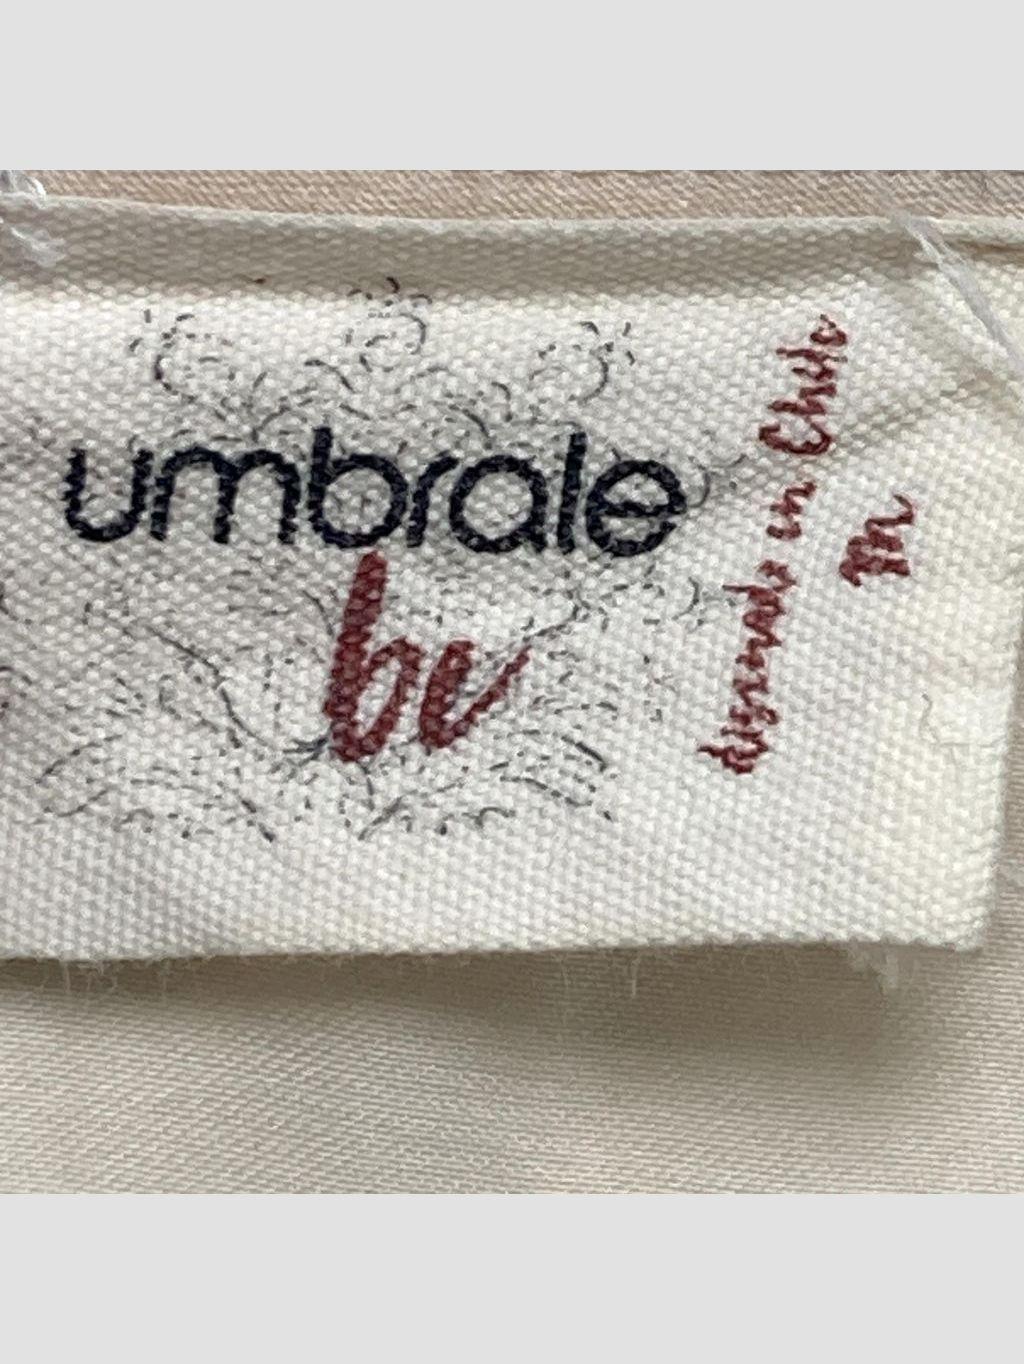 umbrale
be
designed in Chile
m